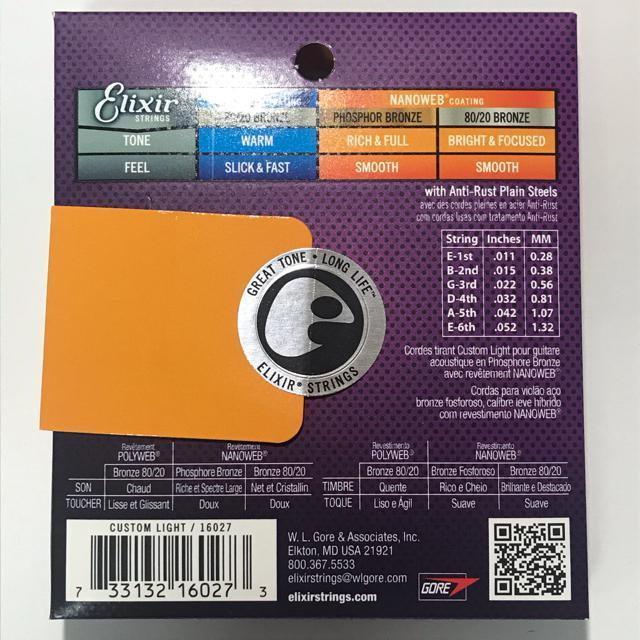 Elixir
STRINGS
NANOWEB® COATING
80/20 BRONZE
PHOSPHOR BRONZE
80/20 BRONZE
TONE WARM RICH & FULL BRIGHT & FOCUSED
FEEL SLICK & FAST SMOOTH SMOOTH
with Anti-Rust Plain Steels
avec des cordes pleines en acier Anti-Rust
com cordas lisas com tratamento Anti-Rust
String Inches MM
E-1st .011 0.28
B-2nd .015 0.38
G-3rd .022 0.56
D-4th .032 0.81
A-5th .042 1.07
E-6th .052 1.32
GREAT TONE • LONG LIFE™
ELIXIR® STRINGS
Cordes tirant Custom Light pour guitare
acoustique en Phosphore Bronze
avec revêtement NANOWEB®
Cordas para violão aço
bronze fosforoso, calibre leve híbrido
com revestimento NANOWEB®
Revêtement POLYWEB®
Revêtement NANOWEB®
Bronze 80/20 Phosphore Bronze Bronze 80/20
SON Chaud Riche et Spectre Large Net et Cristallin
TOUCHER Lisse et Glissant Doux Doux
Revestimento POLYWEB®
Revestimento NANOWEB®
Bronze 80/20 Bronze Fosforoso Bronze 80/20
TIMBRE Quente Rico e Cheio Brilhante e Destacado
TOQUE Liso e Ágil Suave Suave
CUSTOM LIGHT / 16027
7 33132 16027 3
W. L. Gore & Associates, Inc.
Elkton, MD USA 21921
800.367.5533
elixirstrings@wlgore.com
elixirstrings.com
GORE